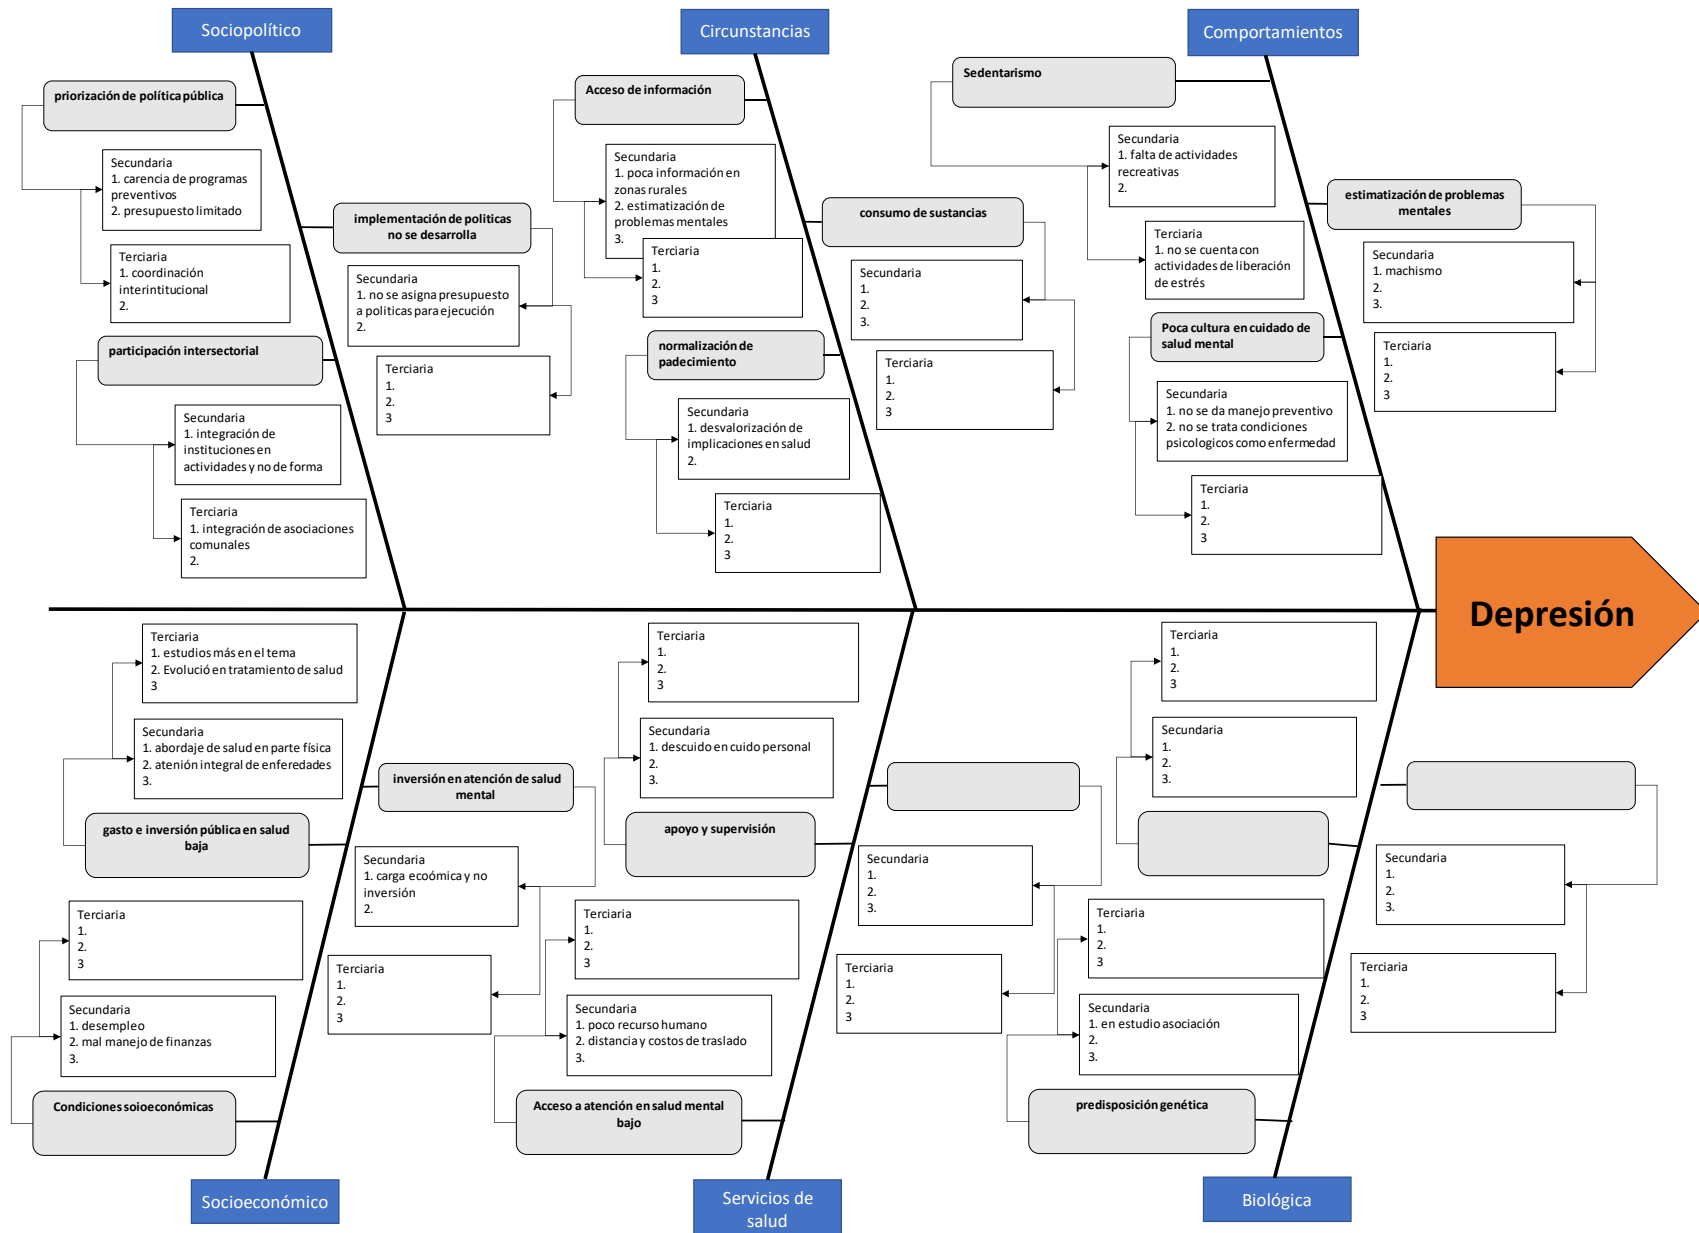 Sociopolítico
priorización de política pública
Secundaria
1. carencia de programas
preventivos
2. presupuesto limitado
Terciaria
1. coordinación
interintitucional
2.
implementación de politicas
no se desarrolla
Secundaria
1. no se asigna presupuesto
a politicas para ejecución
2.
Terciaria
1.
2.
3
participación intersectorial
Secundaria
1. integración de
instituciones en
actividades y no de forma
Terciaria
1. integración de asociaciones
comunales
2.
Circunstancias
Acceso de información
Secundaria
1. poca información en
zonas rurales
2. estimatización de
problemas mentales
3.
Terciaria
1.
2.
3
consumo de sustancias
Secundaria
1.
2.
3.
Terciaria
1.
2.
3
normalización de
padecimiento
Secundaria
1. desvalorización de
implicaciones en salud
2.
Terciaria
1.
2.
3
Comportamientos
Sedentarismo
Secundaria
1. falta de actividades
recreativas
2.
Terciaria
1. no se cuenta con
actividades de liberación
de estrés
estimatización de problemas
mentales
Secundaria
1. machismo
2.
3.
Terciaria
1.
2.
3
Poca cultura en cuidado de
salud mental
Secundaria
1. no se da manejo preventivo
2. no se trata condiciones
psicologicos como enfermedad
Terciaria
1.
2.
3
Depresión
Terciaria
1. estudios más en el tema
2. Evolució en tratamiento de salud
3
Secundaria
1. abordaje de salud en parte física
2. atenión integral de enferedades
3.
gasto e inversión pública en salud
baja
inversión en atención de salud
mental
Secundaria
1. carga ecoómica y no
inversión
2.
Terciaria
1.
2.
3
Terciaria
1.
2.
3
Secundaria
1. desempleo
2. mal manejo de finanzas
3.
Condiciones soioeconómicas
Socioeconómico
Terciaria
1.
2.
3
Secundaria
1. descuido en cuido personal
2.
3.
apoyo y supervisión
Secundaria
1.
2.
3.
Terciaria
1.
2.
3
Terciaria
1.
2.
3
Secundaria
1. poco recurso humano
2. distancia y costos de traslado
3.
Acceso a atención en salud mental
bajo
Servicios de
salud
Terciaria
1.
2.
3
Secundaria
1.
2.
3.
Secundaria
1.
2.
3.
Terciaria
1.
2.
3
Terciaria
1.
2.
3
Secundaria
1. en estudio asociación
2.
3.
predisposición genética
Biológica